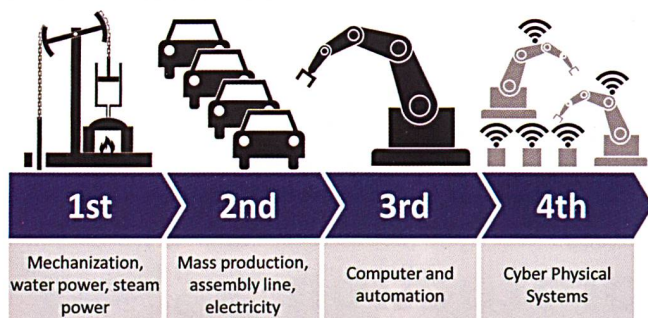 1st
2nd
3rd
4th
Mechanization,
water power, steam
power
Mass production,
assembly line,
electricity
Computer and
automation
Cyber Physical
Systems